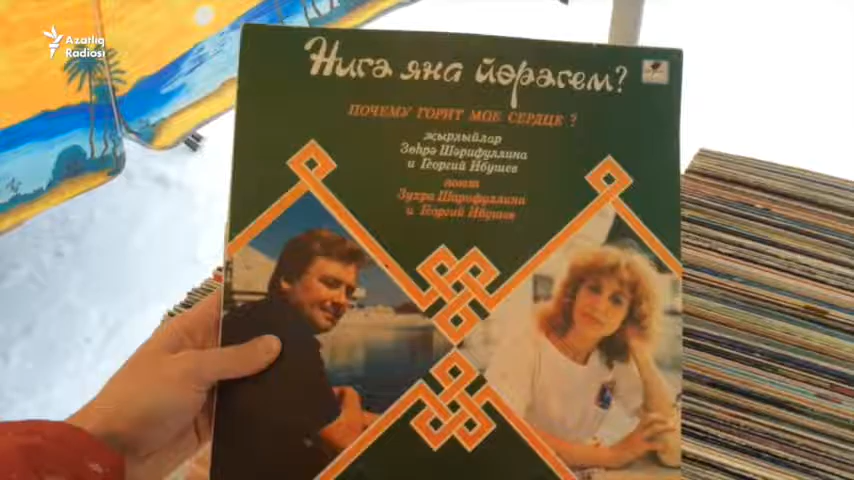 Azatlıq
Radiosı
Нигә яна йөрәгем?
ПОЧЕМУ ГОРИТ МОЕ СЕРДЦЕ ?
җырлыйлар
Зөһрә Шәрифуллина
и Георгий Ибушев
поют
Зухра Шарифуллина
и Георгий Ибушев